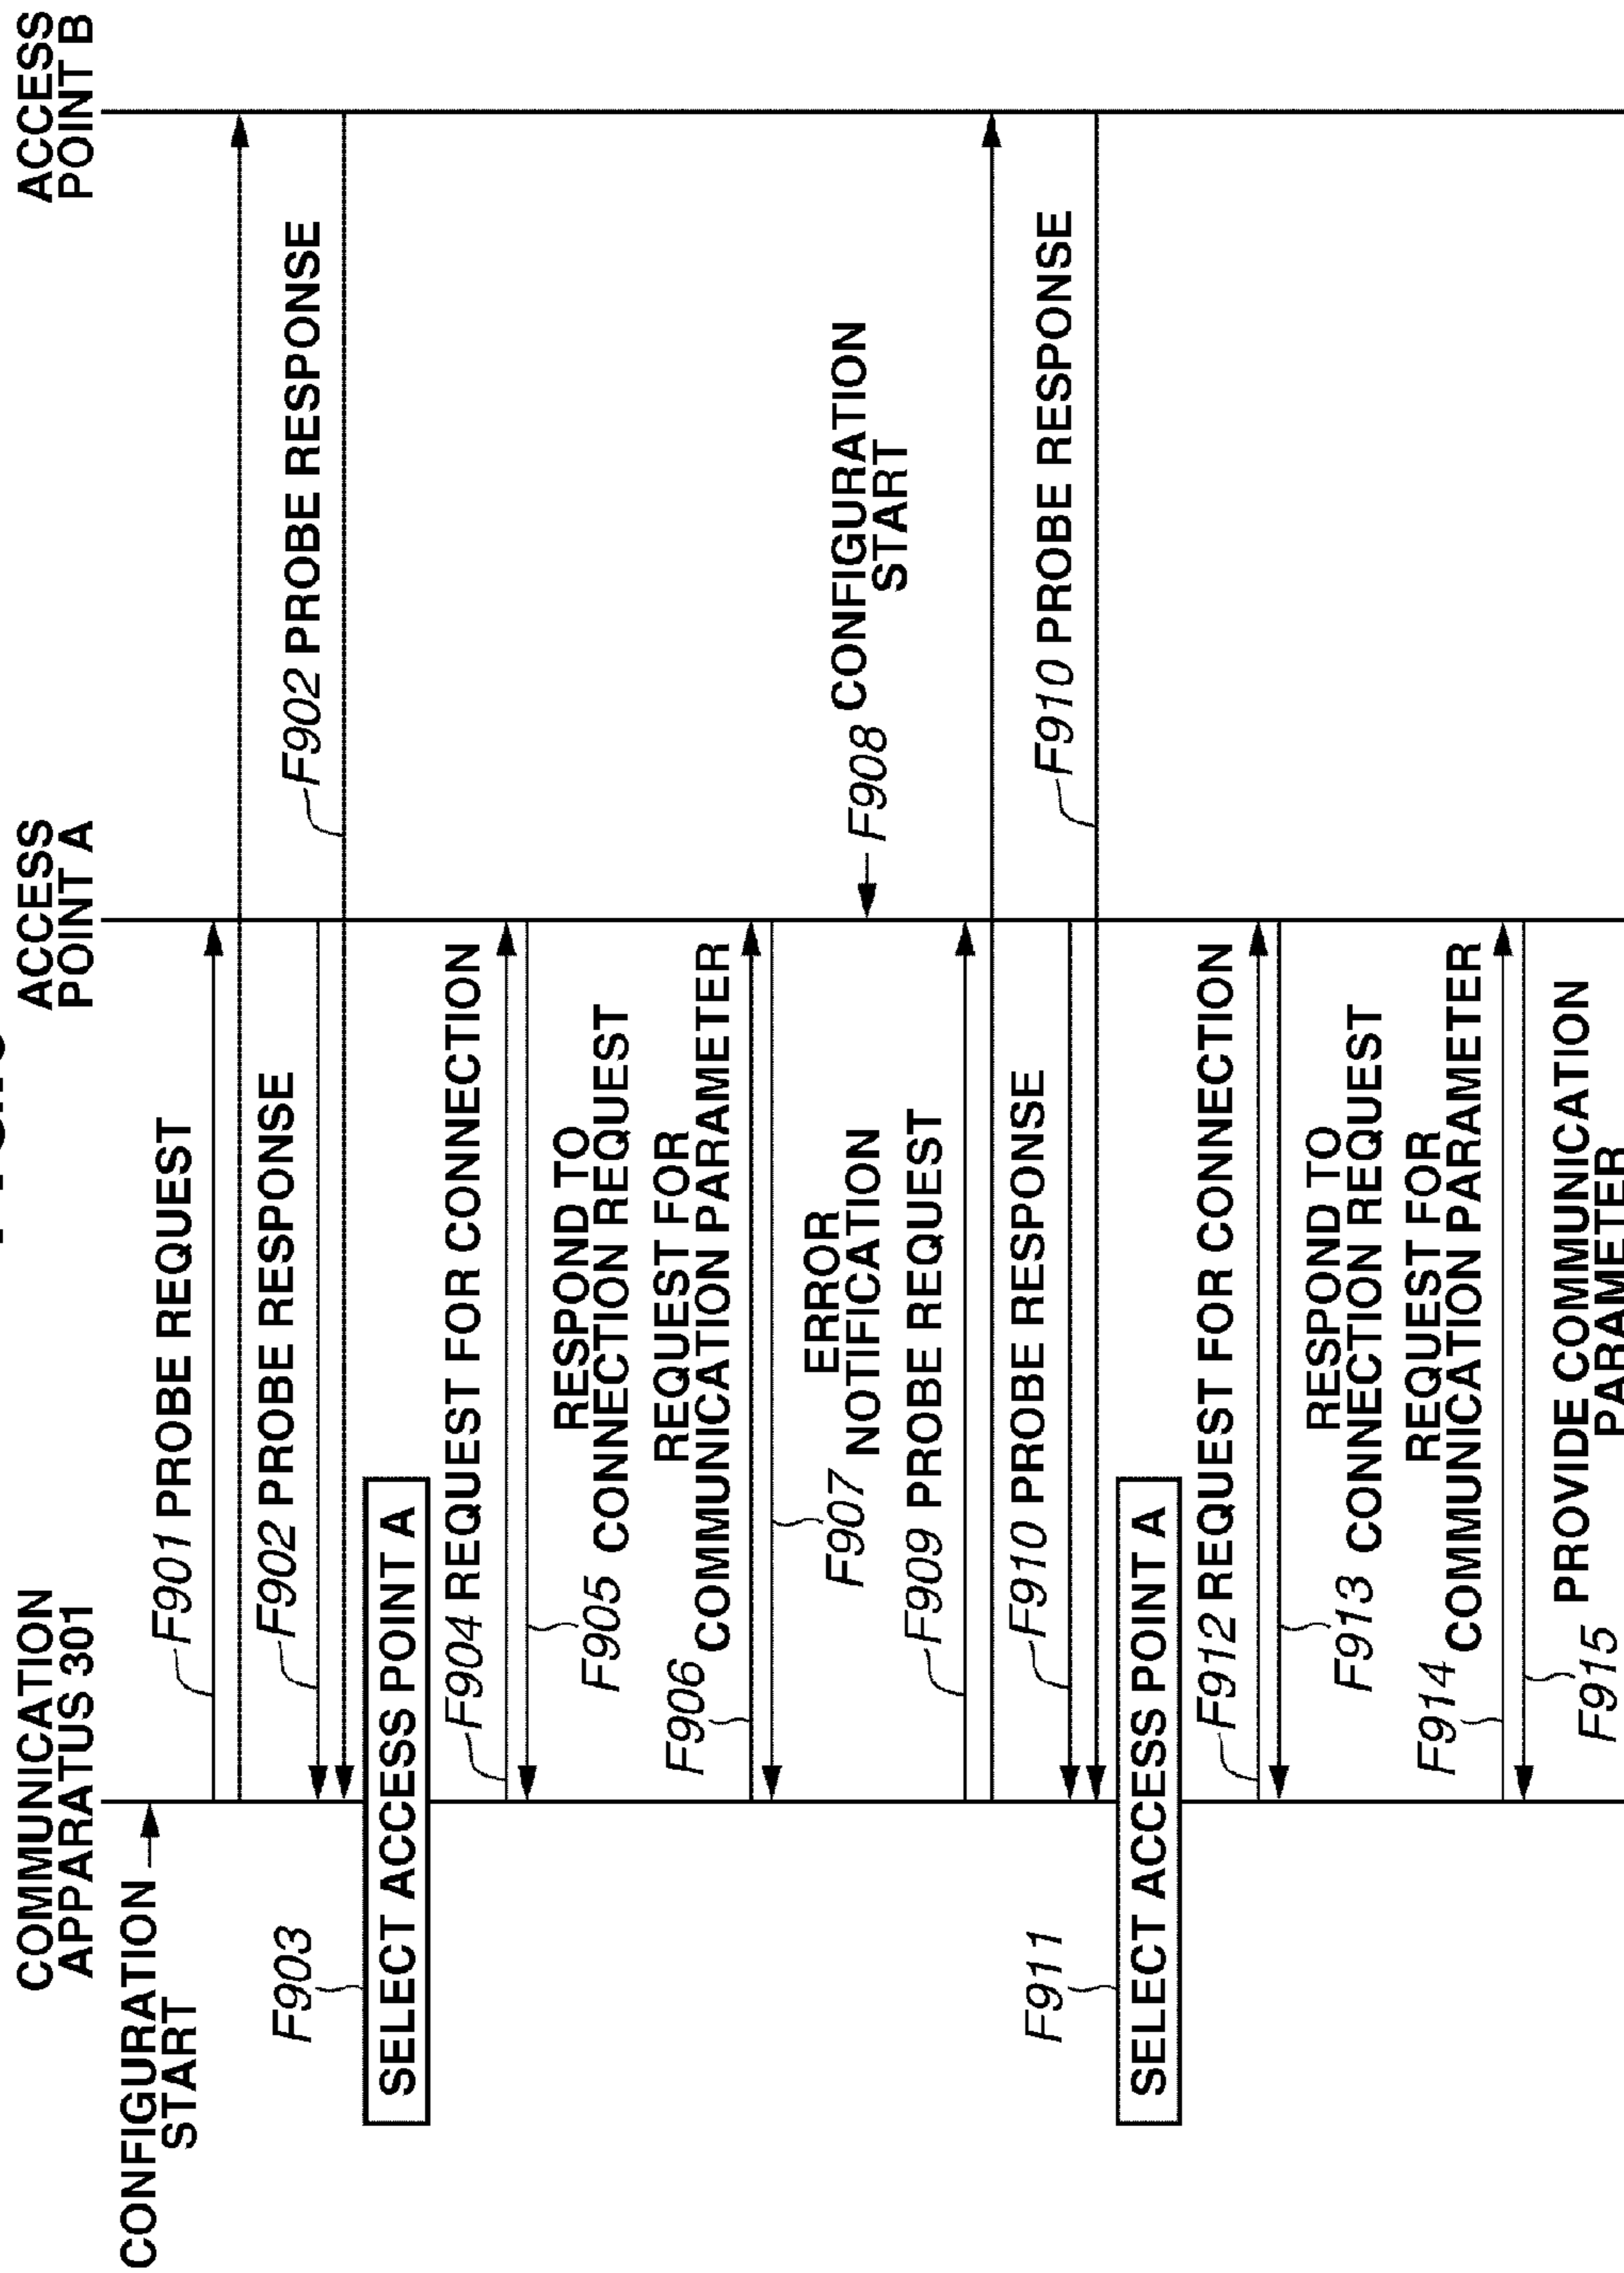 COMMUNICATION
APPARATUS 301
ACCESS
POINT A
ACCESS
POINT B
CONFIGURATION
START
F901 PROBE REQUEST
F902 PROBE RESPONSE
F902 PROBE RESPONSE
F903
SELECT ACCESS POINT A
F904 REQUEST FOR CONNECTION
RESPOND TO
F905 CONNECTION REQUEST
REQUEST FOR
F906 COMMUNICATION PARAMETER
ERROR
F907 NOTIFICATION
F908 CONFIGURATION
START
F909 PROBE REQUEST
F910 PROBE RESPONSE
F910 PROBE RESPONSE
F911
SELECT ACCESS POINT A
F912 REQUEST FOR CONNECTION
RESPOND TO
F913 CONNECTION REQUEST
REQUEST FOR
F914 COMMUNICATION PARAMETER
F915 PROVIDE COMMUNICATION
PARAMETER